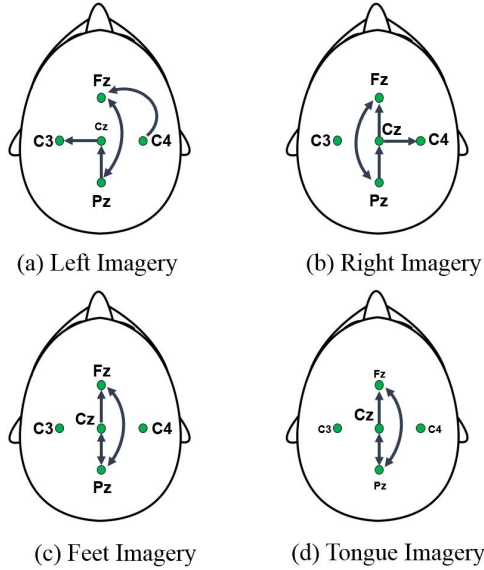 Fz
Cz
C3 C4
Pz
(a) Left Imagery
Fz
Cz
C3 C4
Pz
(b) Right Imagery
Fz
Cz
C3 C4
Pz
(c) Feet Imagery
Fz
Cz
C3 C4
Pz
(d) Tongue Imagery